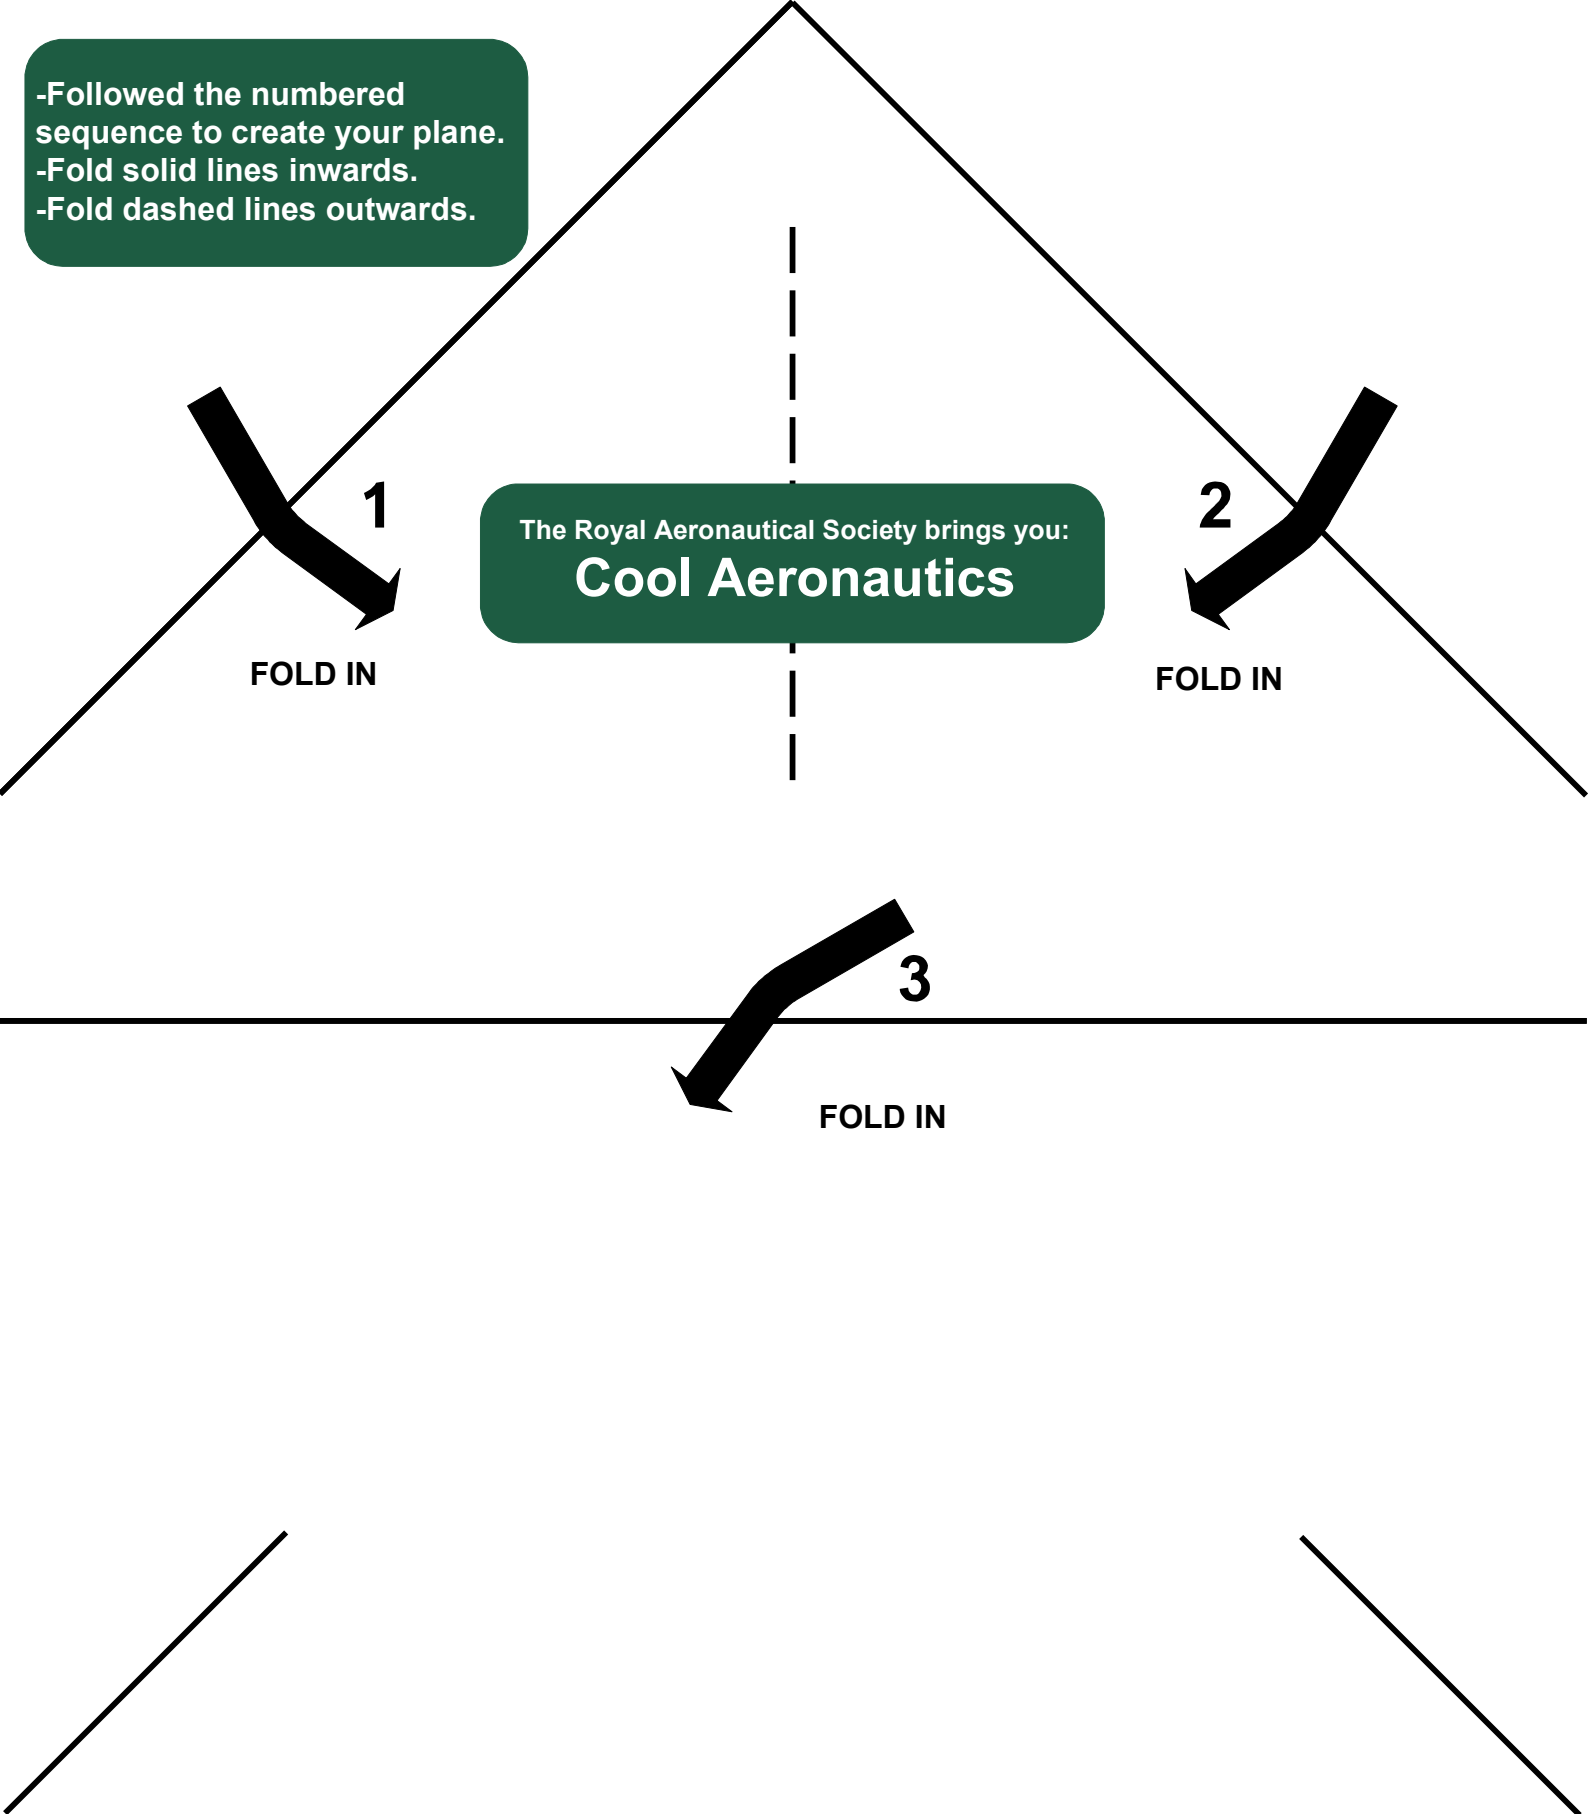 -Followed the numbered
sequence to create your plane.
-Fold solid lines inwards.
-Fold dashed lines outwards.
1
2
The Royal Aeronautical Society brings you:
Cool Aeronautics
FOLD IN
FOLD IN
3
FOLD IN